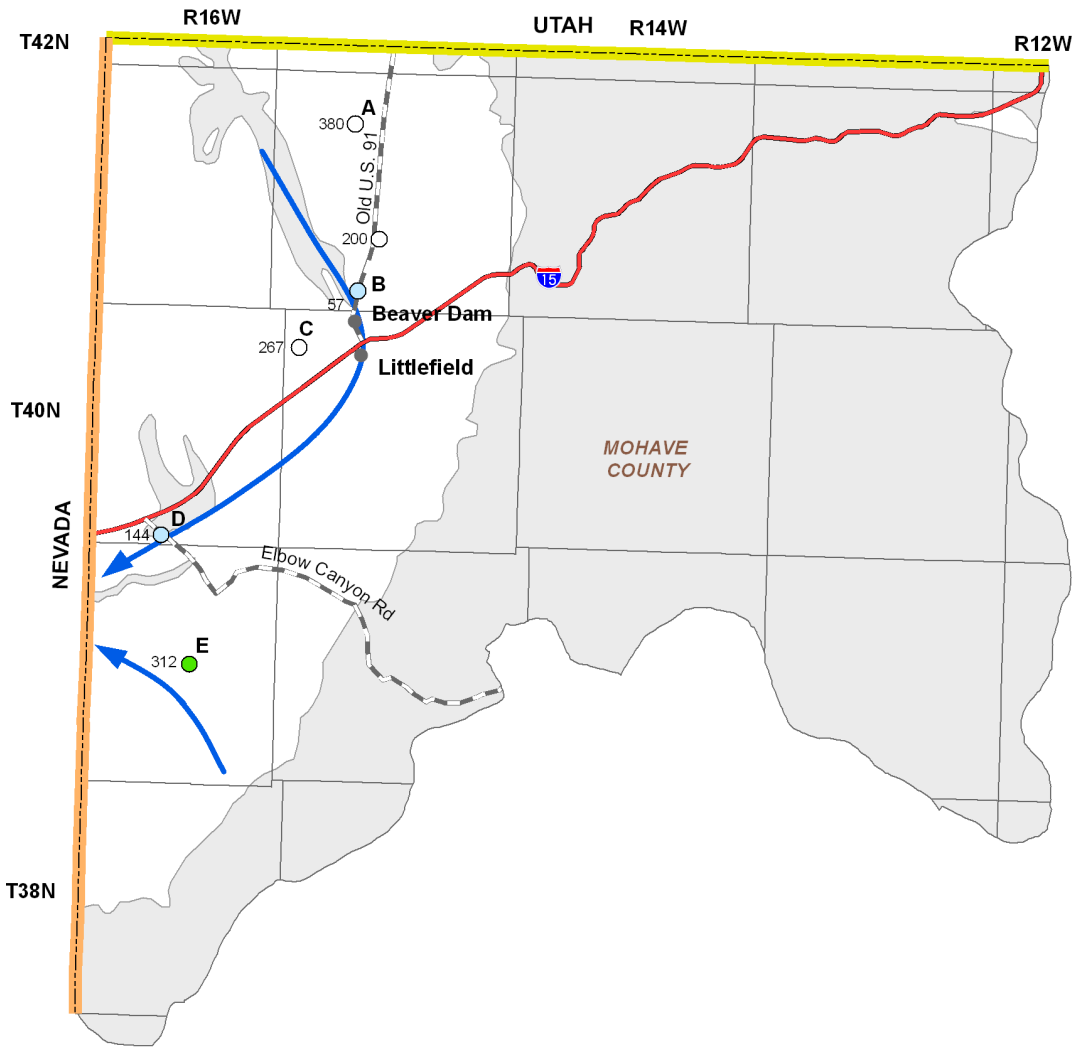 R16W
UTAH
R14W
R12W
T42N
A
380
Old U.S. 91
200
B
57
Beaver Dam
15
C
267
Littlefield
T40N
MOHAVE
COUNTY
D
144
NEVADA
Elbow Canyon Rd
E
312
T38N